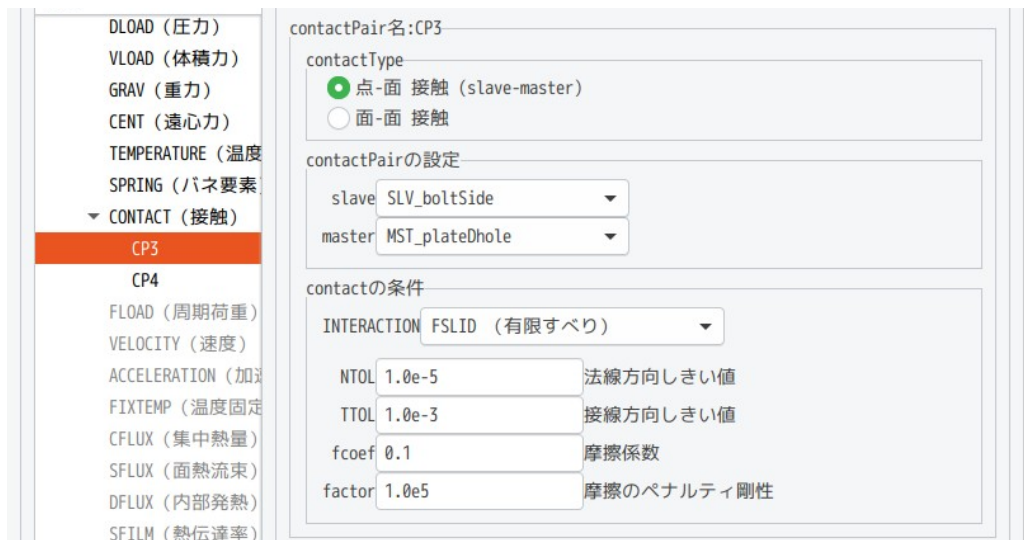 DLOAD (圧力)
VLOAD (体積力)
GRAV (重力)
CENT (遠心力)
TEMPERATURE (温度
SPRING (バネ要素
CONTACT (接触)
CP3
CP4
FLOAD (周期荷重)
VELOCITY (速度)
ACCELERATION (加速
FIXTEMP (温度固定
CFLUX (集中熱量)
SFLUX (面熱流束)
DFLUX (内部発熱)
SFILM (熱伝達率)
contactPair名:CP3
contactType
点-面 接触 (slave-master)
面-面 接触
contactPairの設定
slave SLV_boltSide
master MST_plateDhole
contactの条件
INTERACTION FSLID (有限すべり)
NTOL 1.0e-5 法線方向しきい値
TTOL 1.0e-3 接線方向しきい値
fcoef 0.1 摩擦係数
factor 1.0e5 摩擦のペナルティ剛性